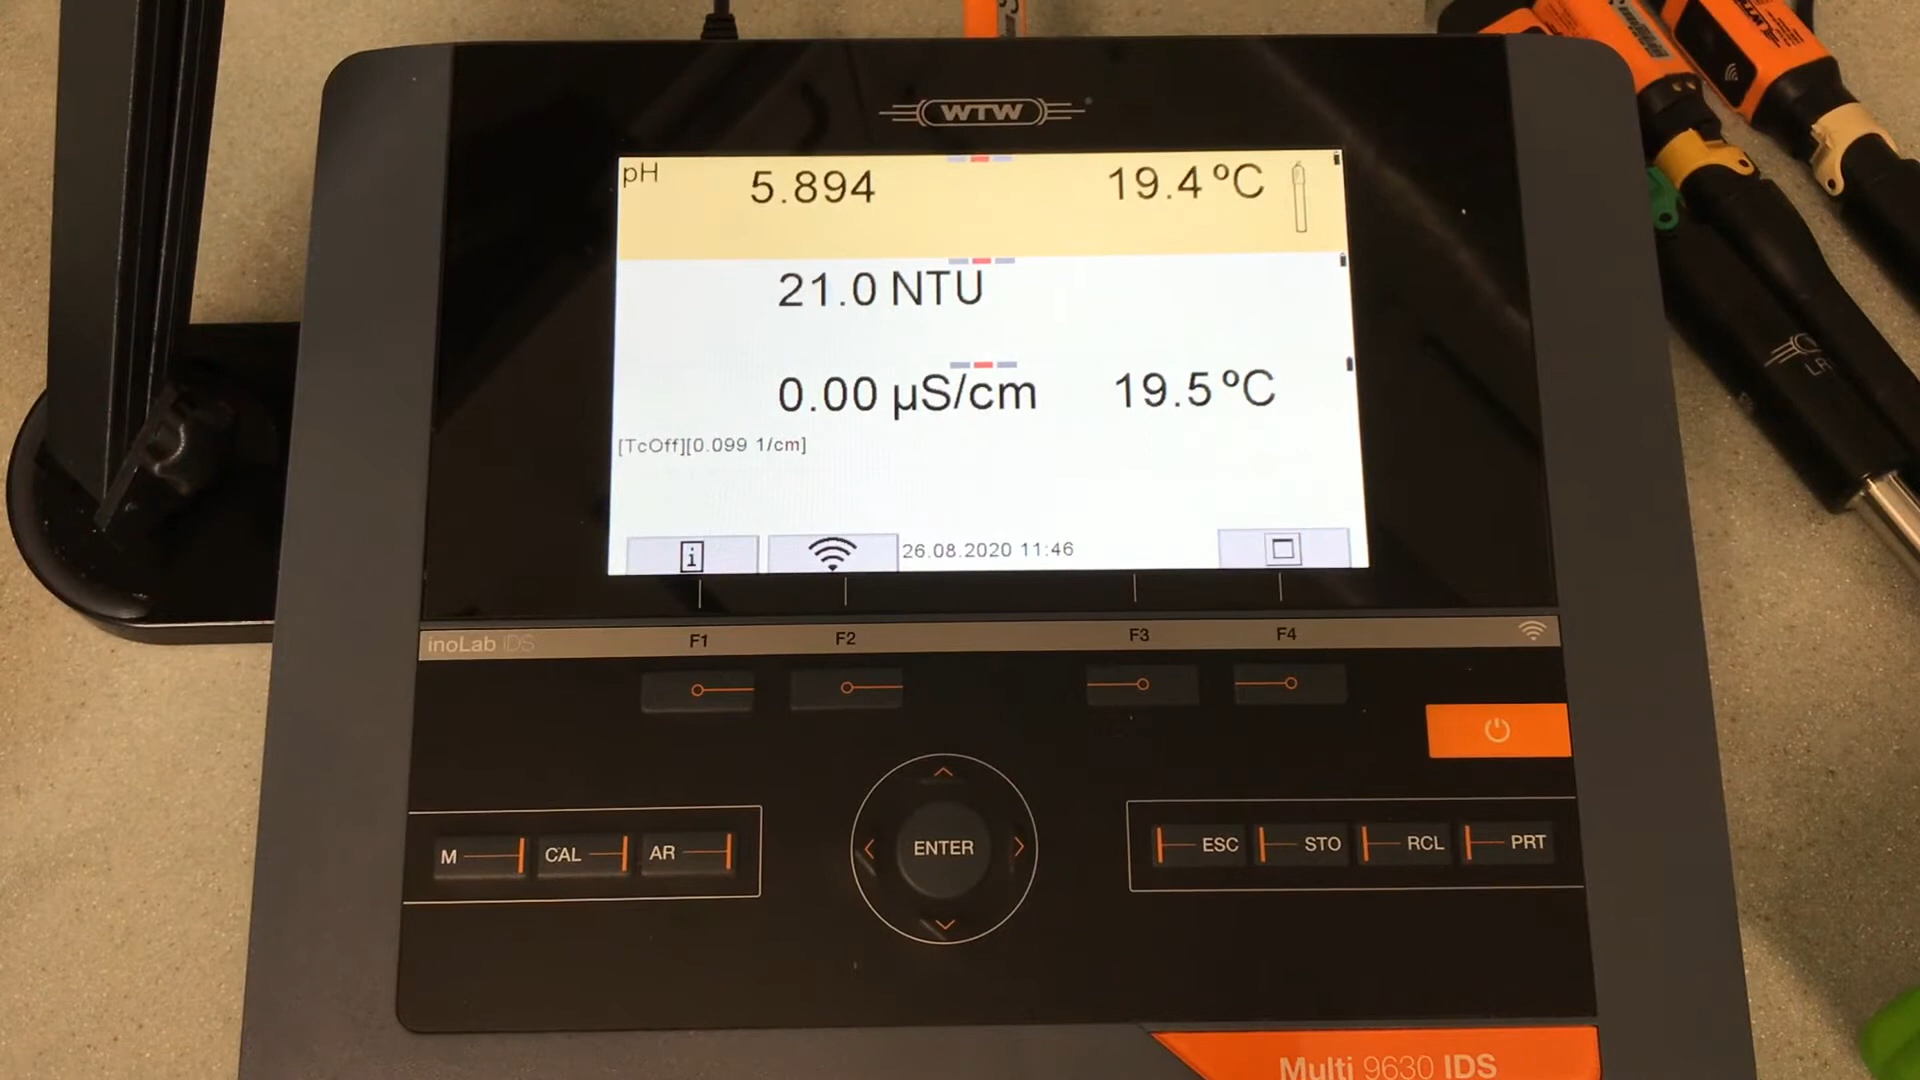 WTW
pH 5.894 19.4 °C
21.0 NTU
0.00 µS/cm 19.5 °C
[TcOff][0.099 1/cm]
i 26.08.2020 11:46
inoLab IDS F1 F2 F3 F4
M CAL AR ENTER ESC STO RCL PRT
Multi 9630 IDS